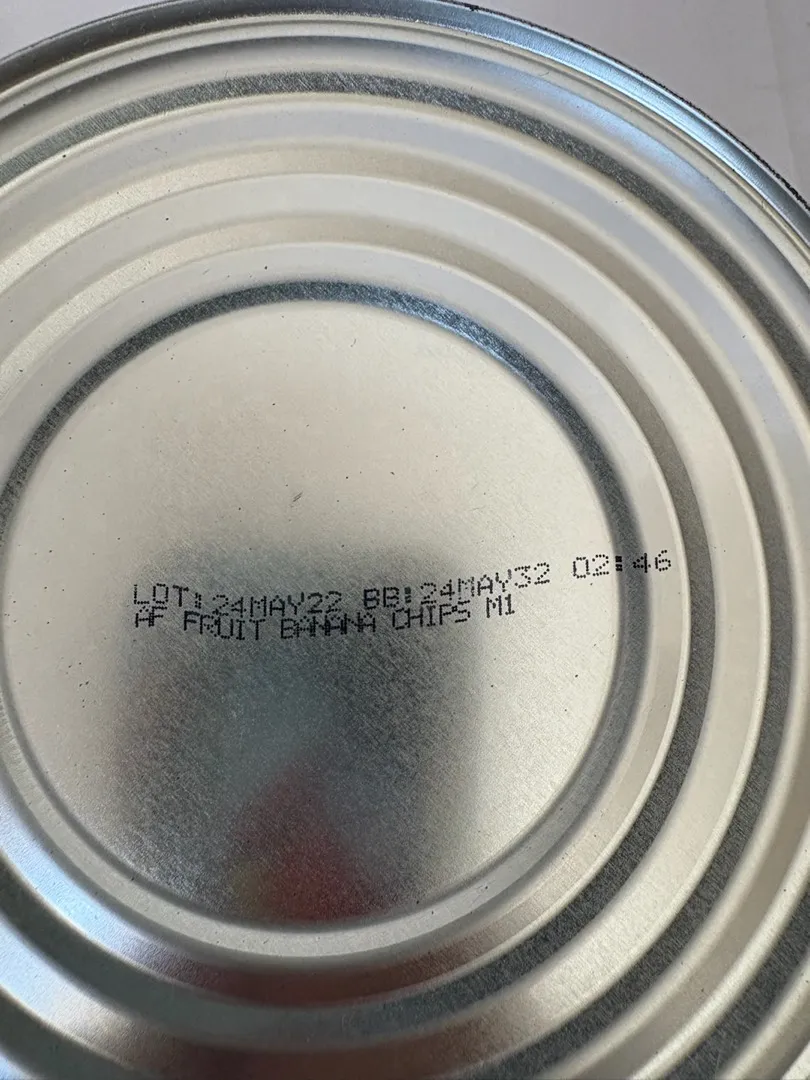 LOT:24MAY22 BB:24MAY32 02:46
AF FRUIT BANANA CHIPS M1